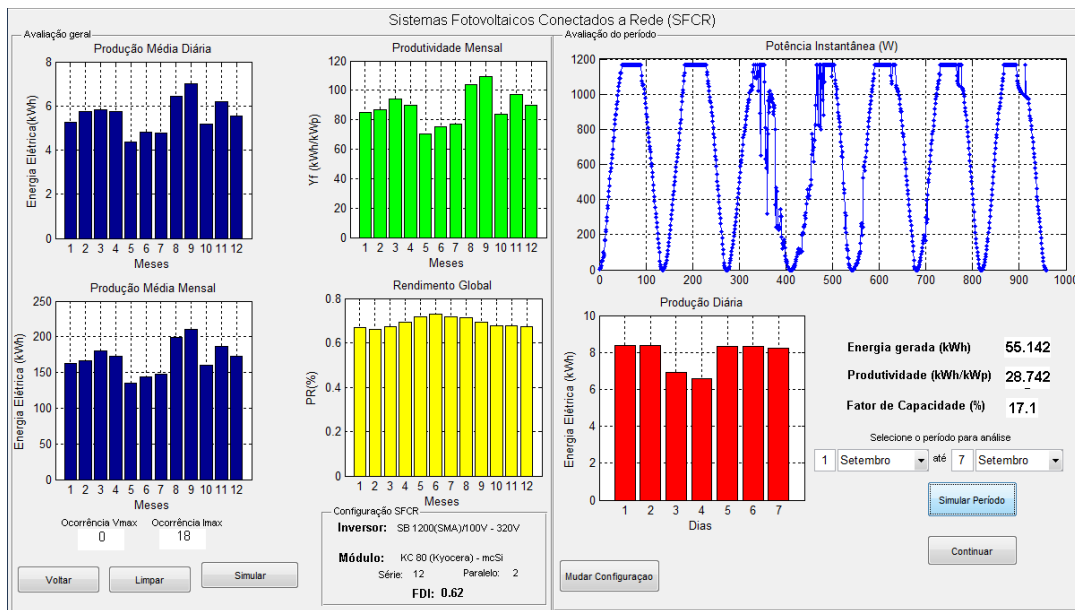 Sistemas Fotovoltaicos Conectados a Rede (SFCR)
Avaliação geral
Produção Média Diária
Energia Elétrica(kWh)
8
6
4
2
0
1 2 3 4 5 6 7 8 9 10 11 12
Meses
Produtividade Mensal
Yf (kWh/kWp)
120
100
80
60
40
20
0
1 2 3 4 5 6 7 8 9 10 11 12
Meses
Produção Média Mensal
Energia Elétrica (kWh)
250
200
150
100
50
0
1 2 3 4 5 6 7 8 9 10 11 12
Meses
Rendimento Global
PR(%)
0.8
0.6
0.4
0.2
0
1 2 3 4 5 6 7 8 9 10 11 12
Meses
Ocorrência Vmax
0
Ocorrência Imax
18
Voltar
Limpar
Simular
Configuração SFCR
Inversor: SB 1200(SMA)/100V - 320V
Módulo: KC 80 (Kyocera) - mcSi
Série: 12 Paralelo: 2
FDI: 0.62
Avaliação do período
Potência Instantânea (W)
1200
1000
800
600
400
200
0
0 100 200 300 400 500 600 700 800 900 1000
Produção Diária
Energia Elétrica (kWh)
10
8
6
4
2
0
1 2 3 4 5 6 7
Dias
Energia gerada (kWh) 55.142
Produtividade (kWh/kWp) 28.742
Fator de Capacidade (%) 17.1
Selecione o período para análise
1 Setembro até 7 Setembro
Simular Período
Continuar
Mudar Configuraçao